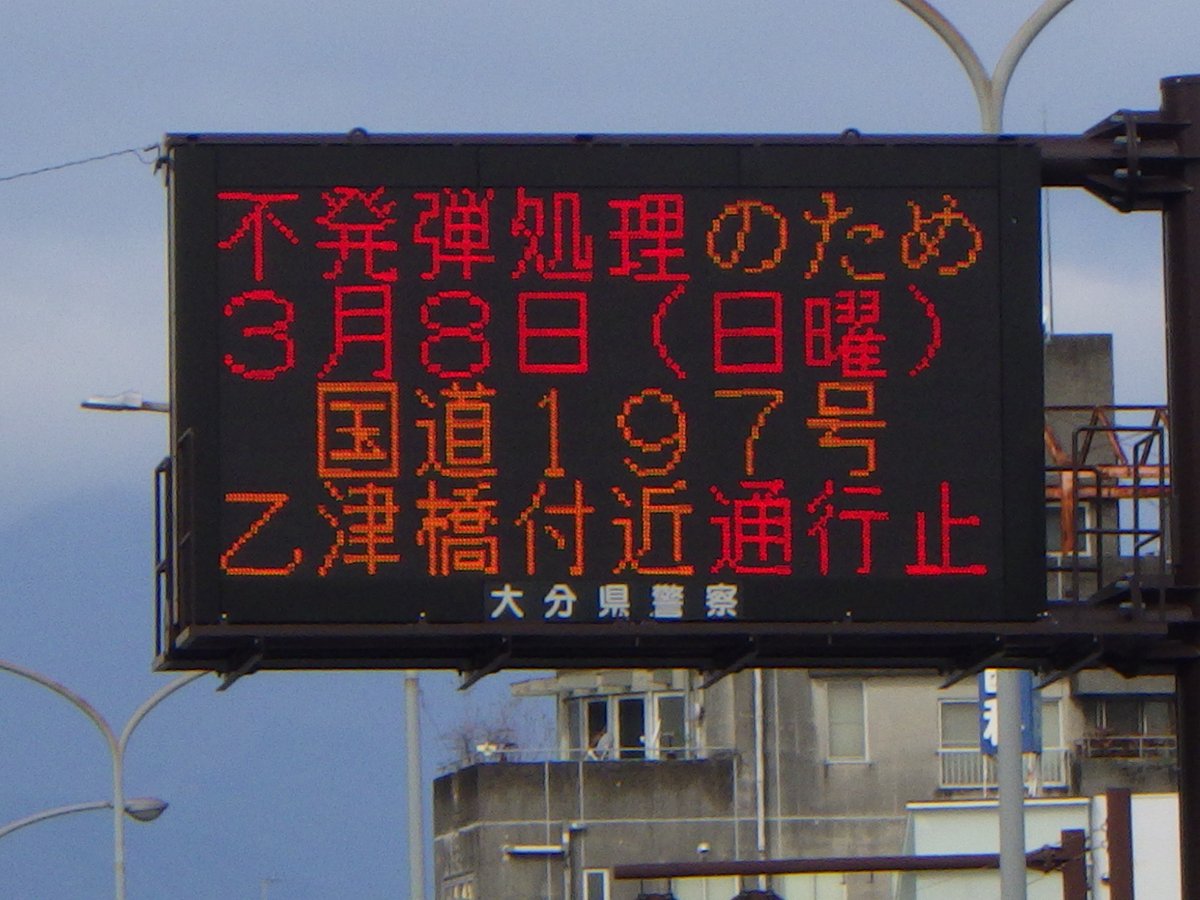 不発弾処理のため
3月8日(日曜)
国道197号
乙津橋付近通行止
大分県警察